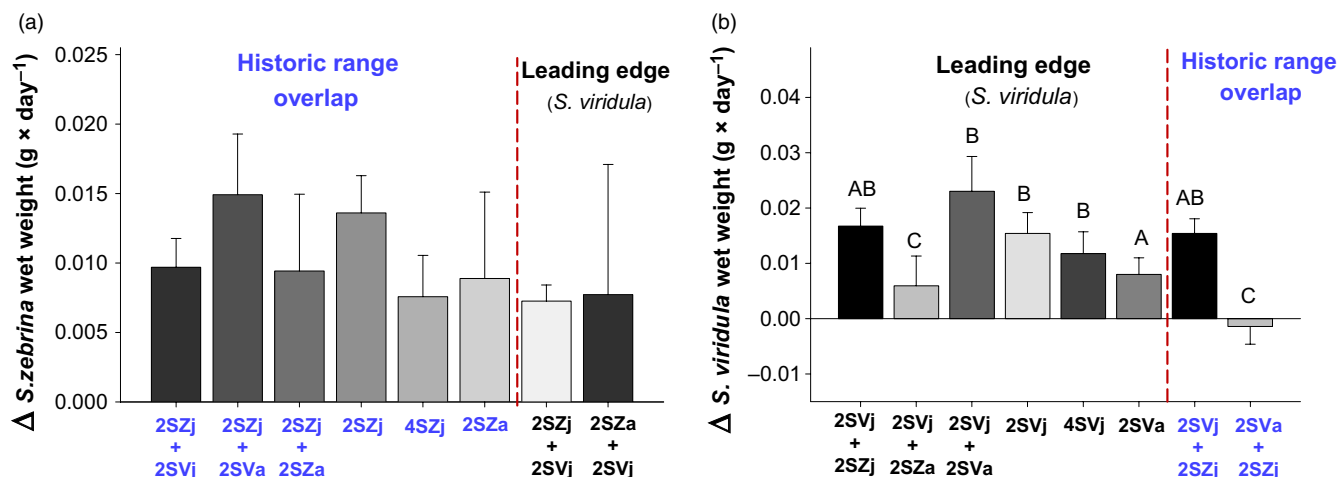 (a)
Δ S.zebrina wet weight (g × day⁻¹)
0.025
0.020
0.015
0.010
0.005
0.000
Historic range
overlap
Leading edge
(S. viridula)
2SZj
+
2SVj
2SZj
+
2SVa
2SZj
+
2SZa
2SZj
4SZj
2SZa
2SZj
+
2SVj
2SZa
+
2SVj
(b)
Δ S. viridula wet weight (g × day⁻¹)
0.04
0.03
0.02
0.01
0.00
−0.01
Leading edge
(S. viridula)
Historic range
overlap
AB
C
B
B
B
A
AB
C
2SVj
+
2SZj
2SVj
+
2SZa
2SVj
+
2SVa
2SVj
4SVj
2SVa
2SVj
+
2SZj
2SVa
+
2SZj